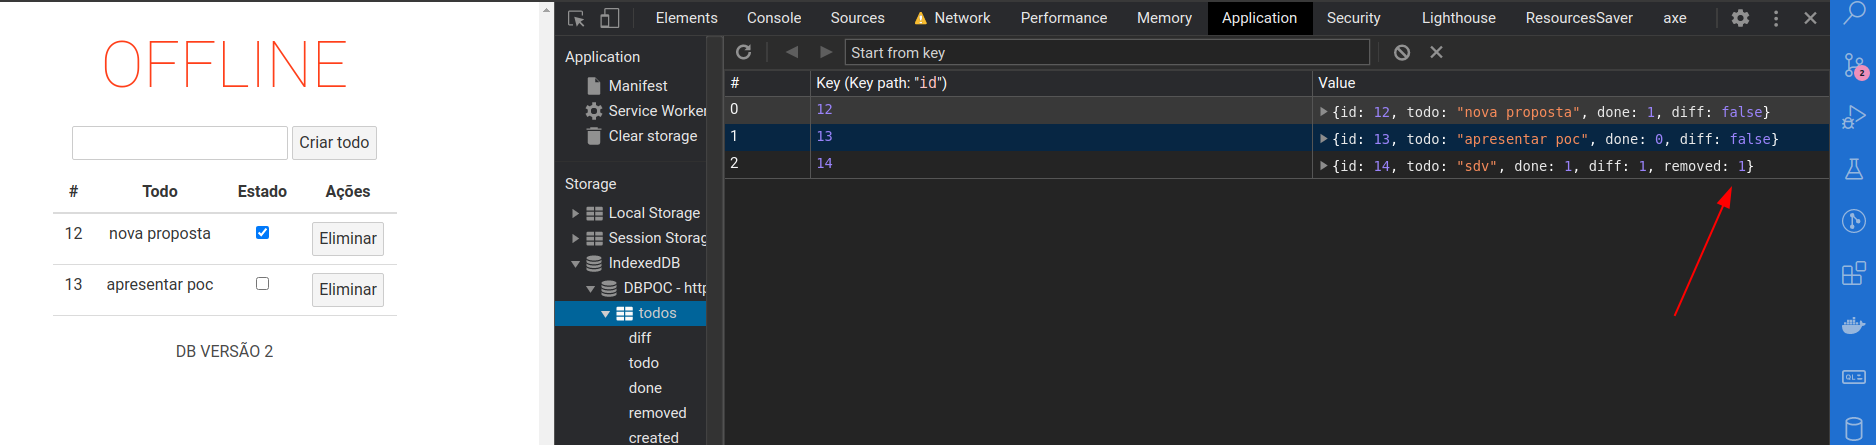 OFFLINE
Criar todo
# Todo Estado Ações
12 nova proposta Eliminar
13 apresentar poc Eliminar
DB VERSÃO 2
Elements Console Sources Network Performance Memory Application Security Lighthouse ResourcesSaver axe
Application
Manifest
Service Worker
Clear storage
Storage
Local Storage
Session Storag
IndexedDB
DBPOC - http
todos
diff
todo
done
removed
created
Start from key
# Key (Key path: "id") Value
0 12 {id: 12, todo: "nova proposta", done: 1, diff: false}
1 13 {id: 13, todo: "apresentar poc", done: 0, diff: false}
2 14 {id: 14, todo: "sdv", done: 1, diff: 1, removed: 1}
2
QL